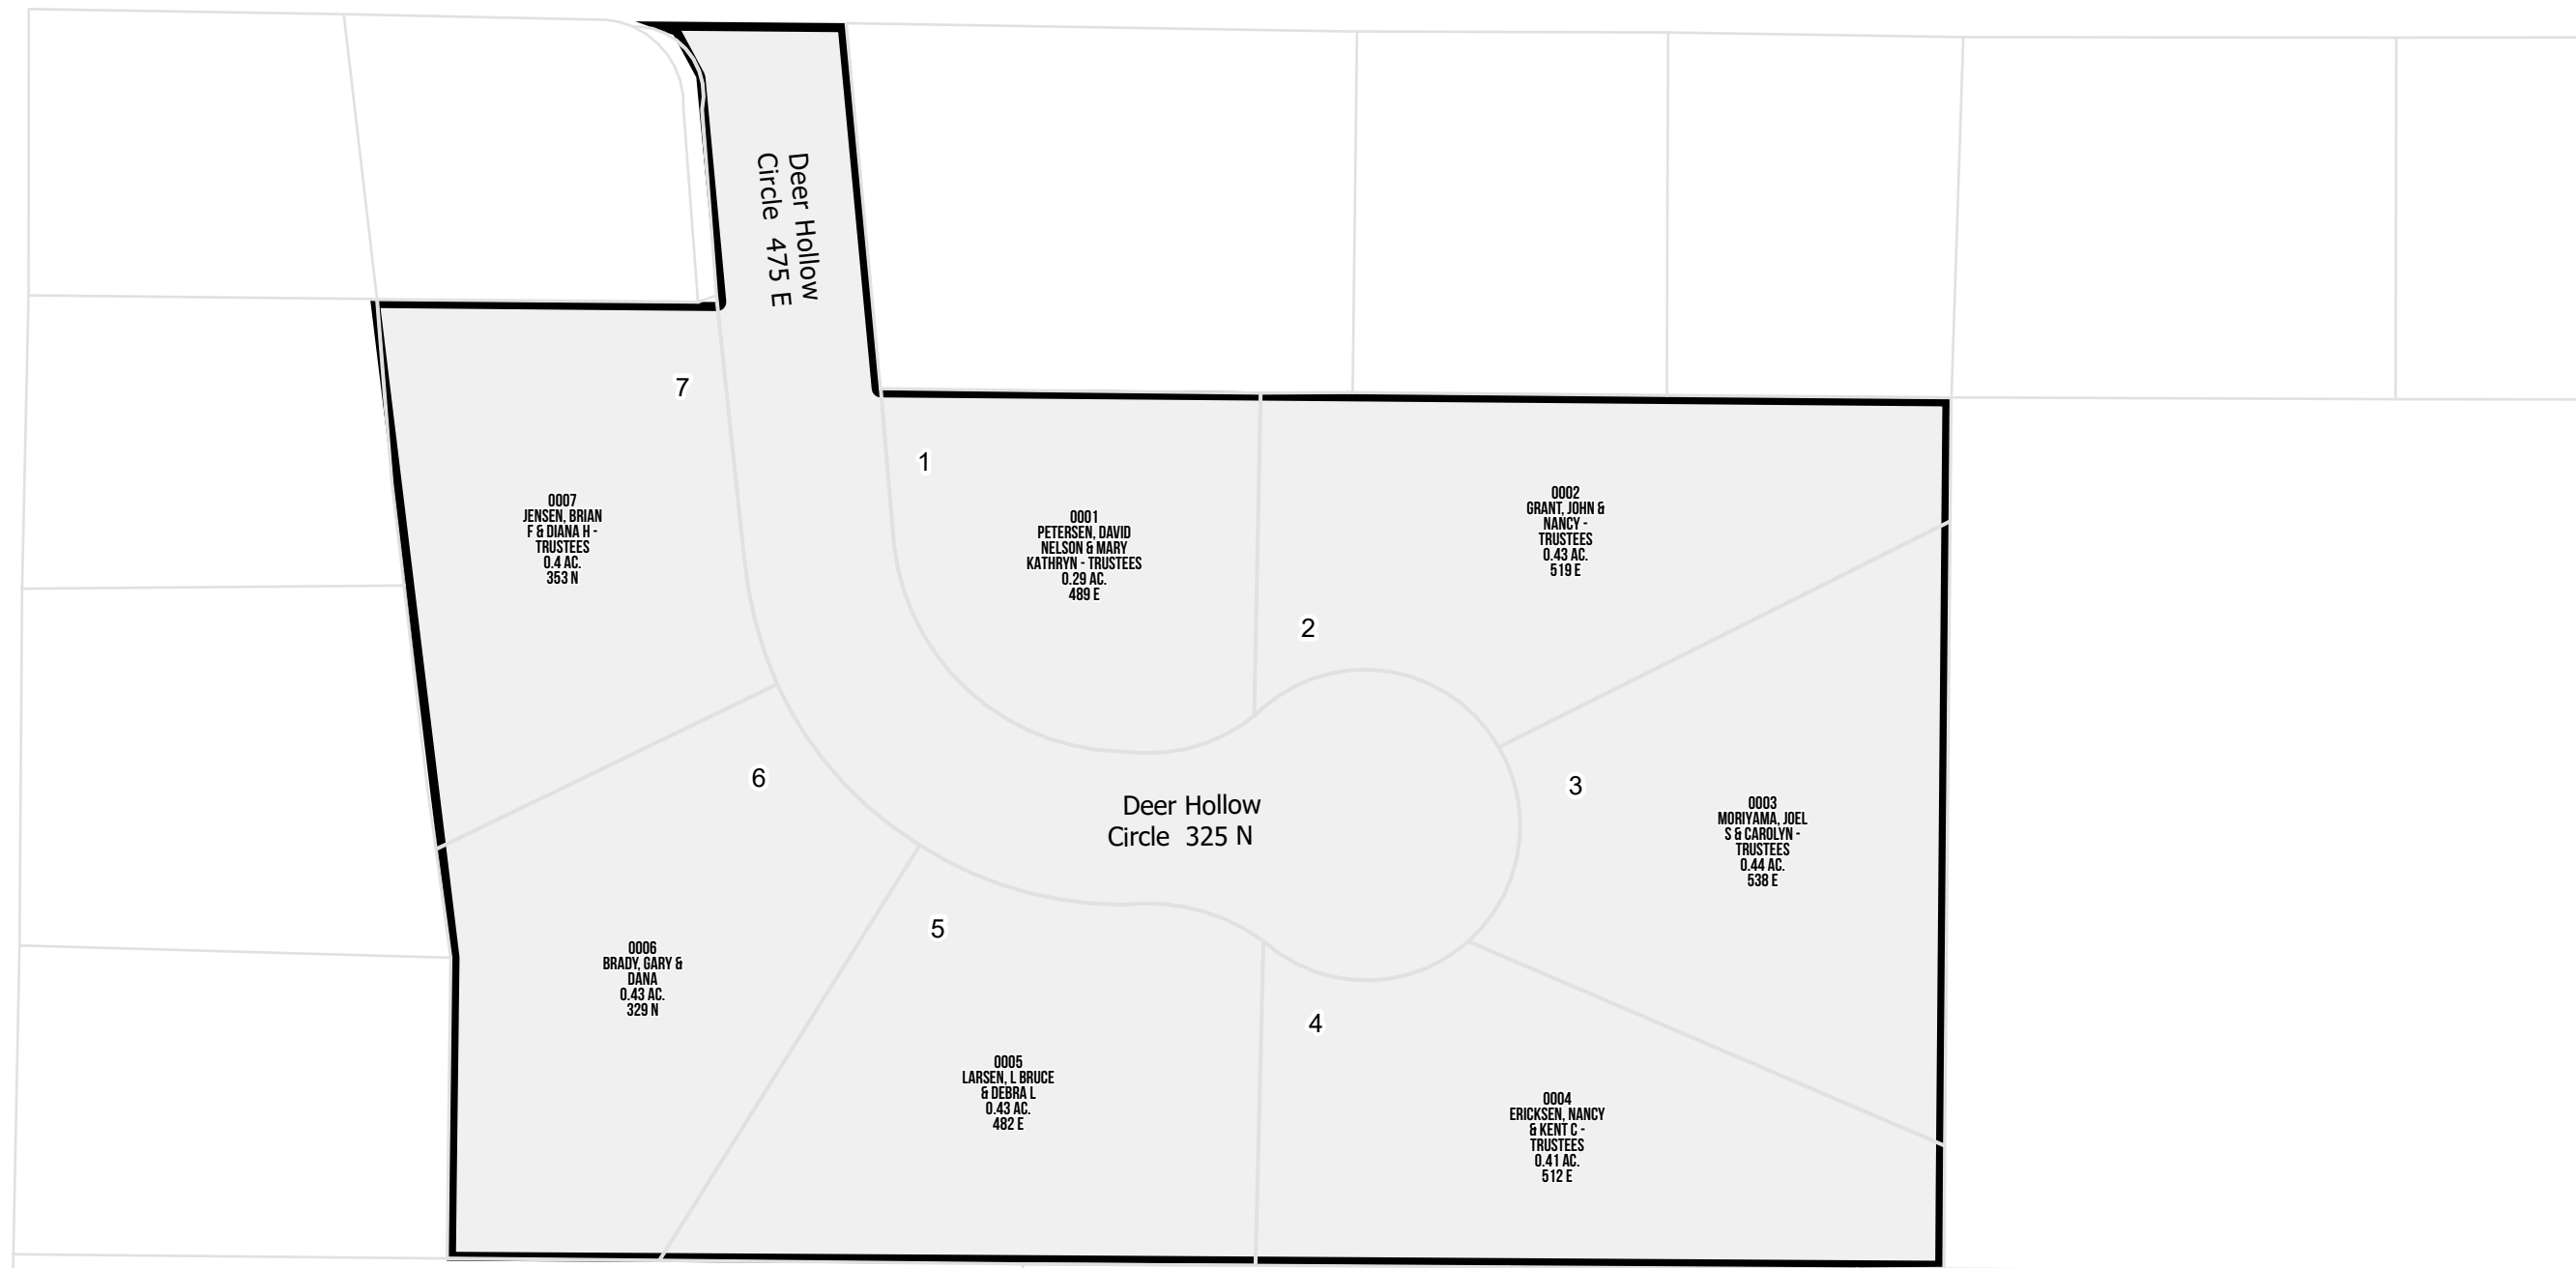 Deer Hollow
Circle 475 E
7
1
0007
JENSEN, BRIAN
F & DIANA H -
TRUSTEES
0.4 AC.
353 N
0001
PETERSEN, DAVID
NELSON & MARY
KATHRYN - TRUSTEES
0.29 AC.
489 E
0002
GRANT, JOHN &
NANCY -
TRUSTEES
0.43 AC.
519 E
2
6
3
Deer Hollow
Circle 325 N
0003
MORIYAMA, JOEL
S & CAROLYN -
TRUSTEES
0.44 AC.
538 E
5
0006
BRADY, GARY &
DANA
0.43 AC.
329 N
4
0005
LARSEN, L BRUCE
& DEBRA L
0.43 AC.
482 E
0004
ERICKSEN, NANCY
& KENT C -
TRUSTEES
0.41 AC.
512 E